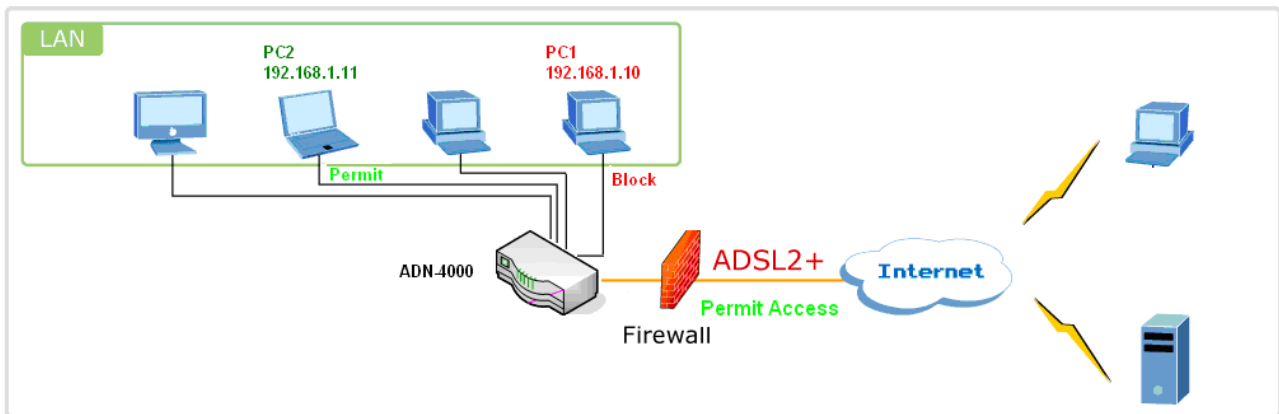 LAN
PC2
192.168.1.11
PC1
192.168.1.10
Permit
Block
ADN-4000
ADSL2+
Internet
Permit Access
Firewall